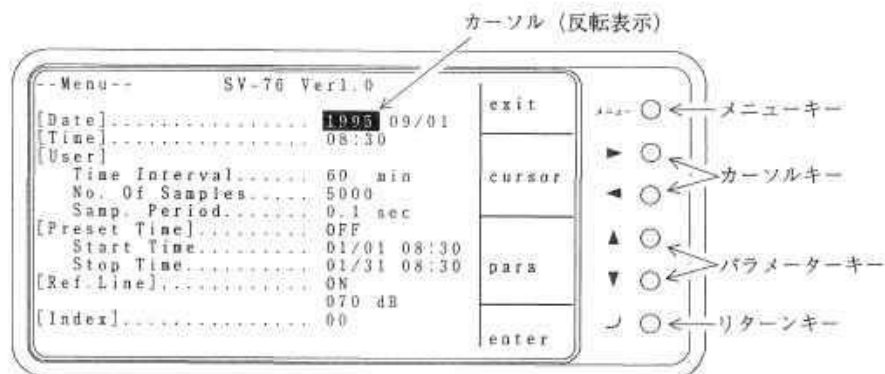 カーソル（反転表示）
--Menu-- SV-76 Ver1.0
[Date]................. 1995 09/01
[Time]................. 08:30
[User]
Time Interval...... 60 min
No. Of Samples..... 5000
Samp. Period....... 0.1 sec
[Preset Time].......... OFF
Start Time......... 01/01 08:30
Stop Time.......... 01/31 08:30
[Ref.Line]............. ON
070 dB
[Index]................ 00
exit
cursor
para
enter
メニュー
メニューキー
► ◄
カーソルキー
▲ ▼
パラメーターキー
リターンキー